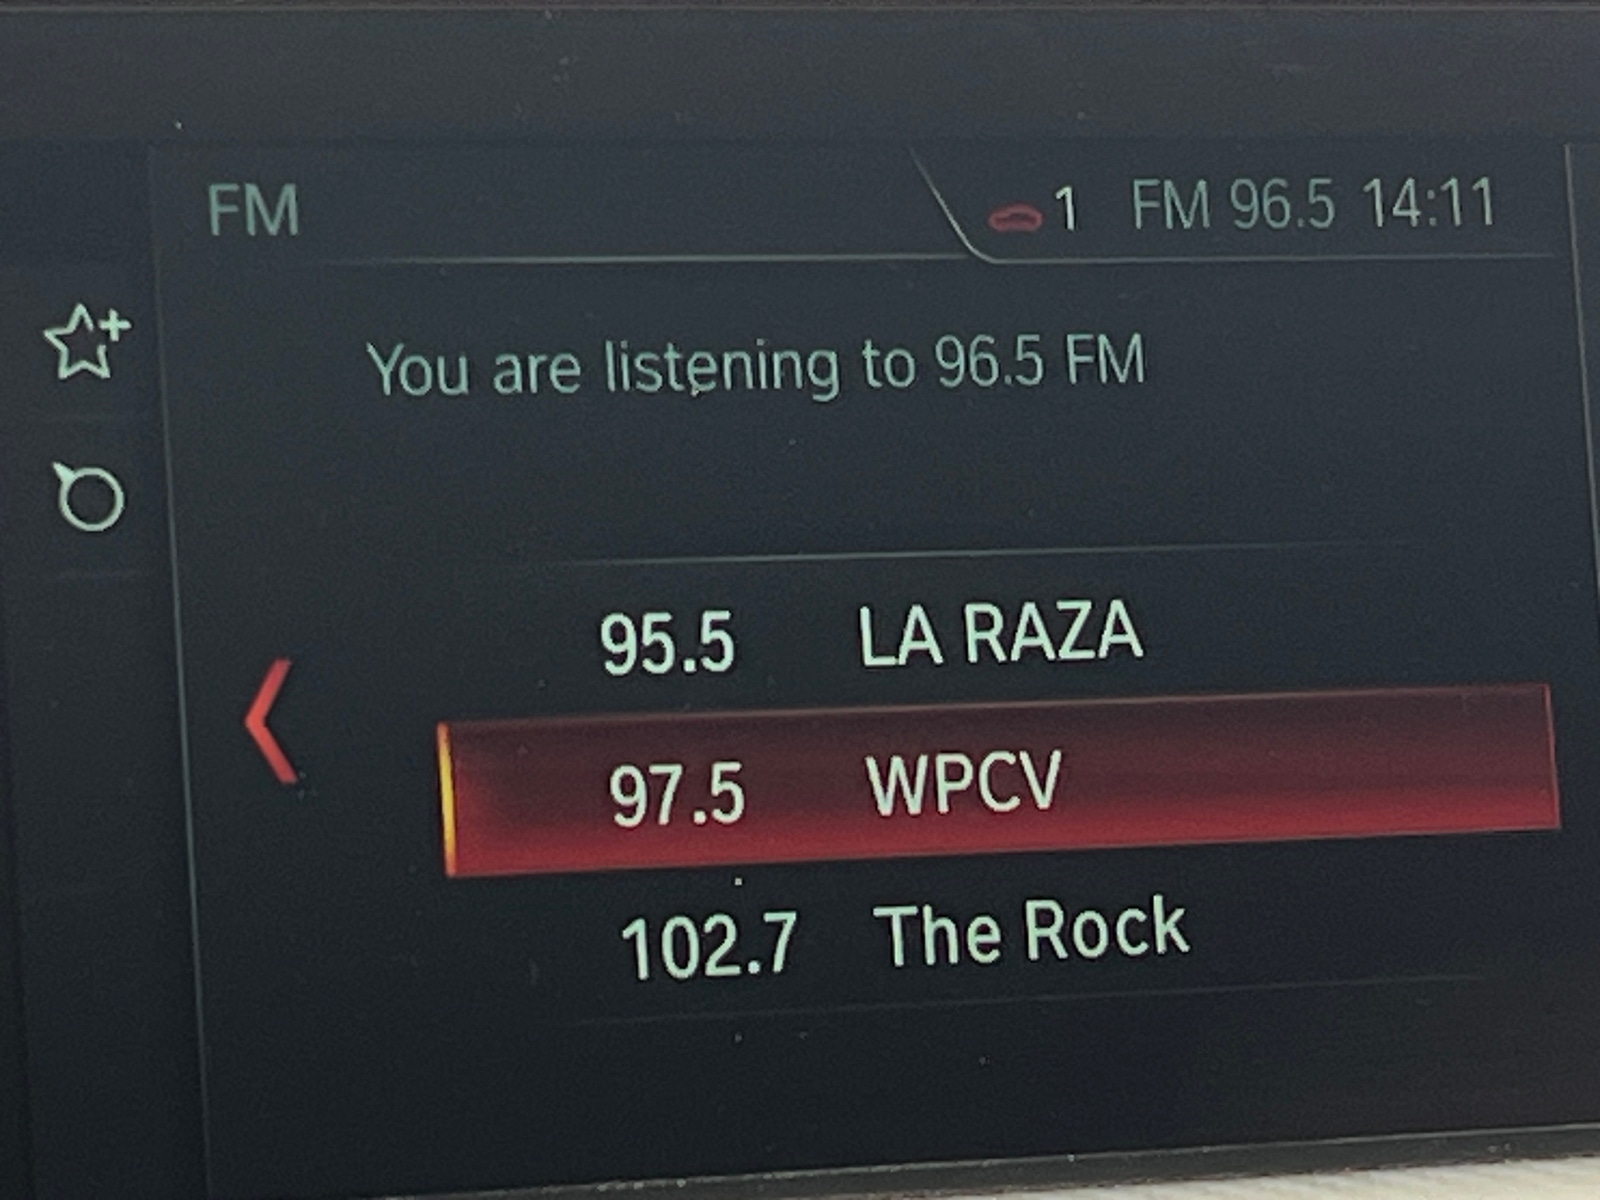 FM
1 FM 96.5 14:11
You are listening to 96.5 FM
95.5 LA RAZA
97.5 WPCV
102.7 The Rock